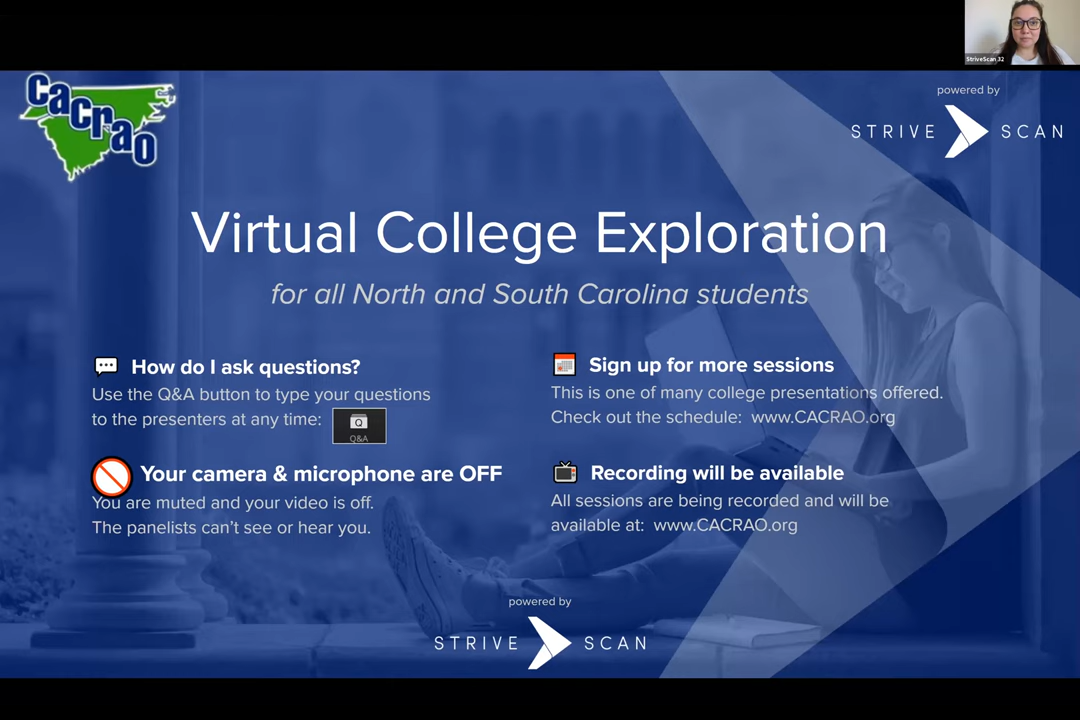 StriveScan 32
cacrao
powered by
STRIVE SCAN
Virtual College Exploration
for all North and South Carolina students
How do I ask questions?
Use the Q&A button to type your questions
to the presenters at any time:
Q
Q&A
Sign up for more sessions
This is one of many college presentations offered.
Check out the schedule: www.CACRAO.org
Your camera & microphone are OFF
You are muted and your video is off.
The panelists can't see or hear you.
Recording will be available
All sessions are being recorded and will be
available at: www.CACRAO.org
powered by
STRIVE SCAN